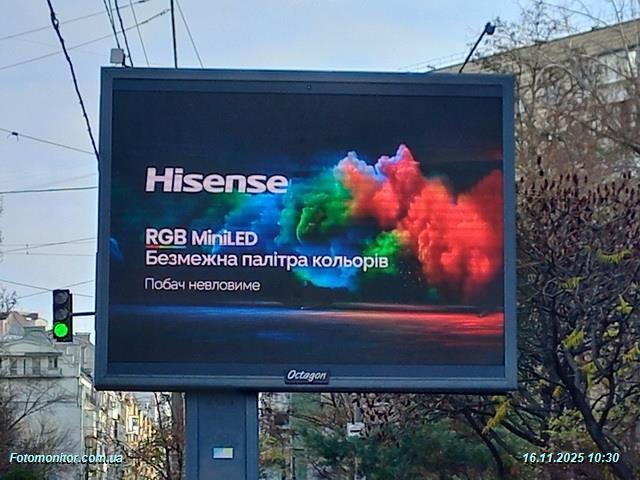 Hisense
RGB MiniLED
Безмежна палітра кольорів
Побач невловиме
Octagon
Fotomonitor.com.ua
16.11.2025 10:30